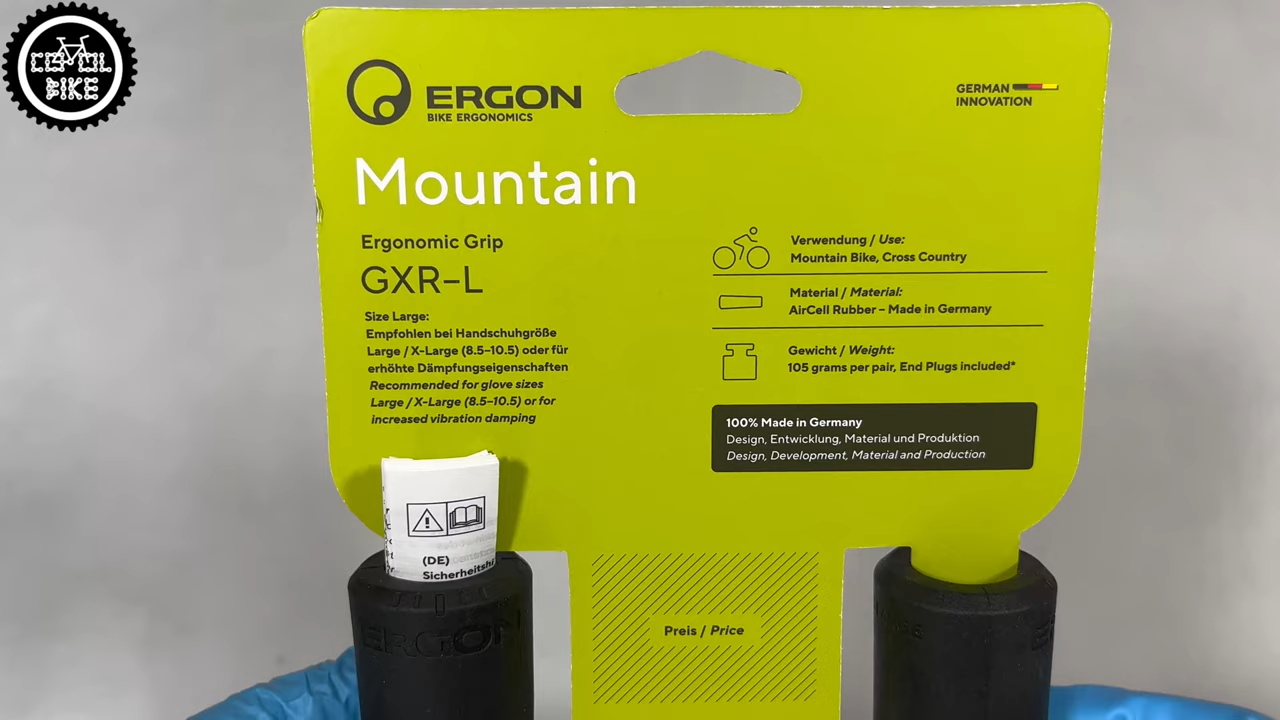 CE OL
BIKE
ERGON
BIKE ERGONOMICS
GERMAN
INNOVATION
Mountain
Ergonomic Grip
GXR-L
Size Large:
Empfohlen bei Handschuhgröße
Large / X-Large (8.5–10.5) oder für
erhöhte Dämpfungseigenschaften
Recommended for glove sizes
Large / X-Large (8.5–10.5) or for
increased vibration damping
Verwendung / Use:
Mountain Bike, Cross Country
Material / Material:
AirCell Rubber – Made in Germany
Gewicht / Weight:
105 grams per pair, End Plugs included*
100% Made in Germany
Design, Entwicklung, Material und Produktion
Design, Development, Material and Production
(DE)
Sicherheitshi
ERGON
Preis / Price